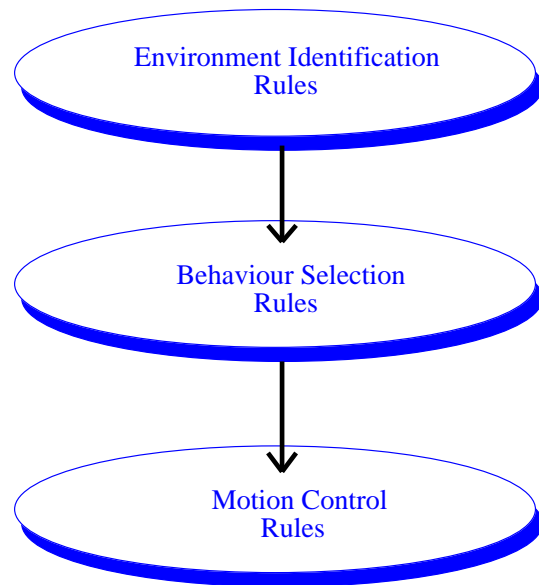 Environment Identification
Rules
Behaviour Selection
Rules
Motion Control
Rules